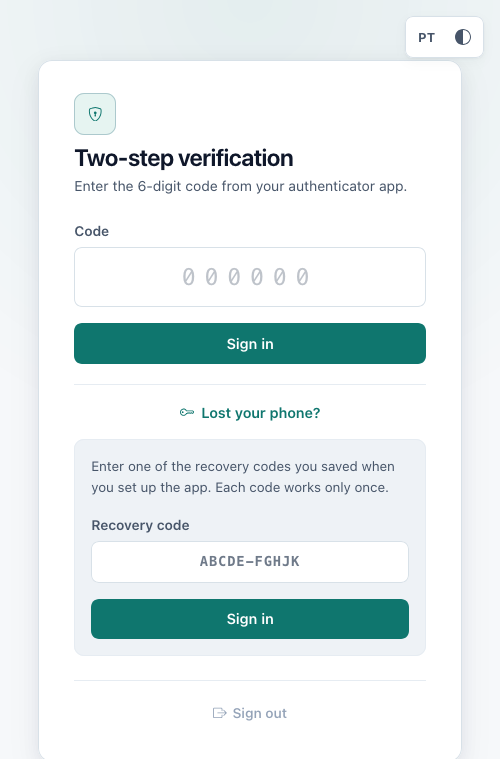 PT
Two-step verification
Enter the 6-digit code from your authenticator app.
Code
000000
Sign in
Lost your phone?
Enter one of the recovery codes you saved when
you set up the app. Each code works only once.
Recovery code
ABCDE-FGHJK
Sign in
Sign out